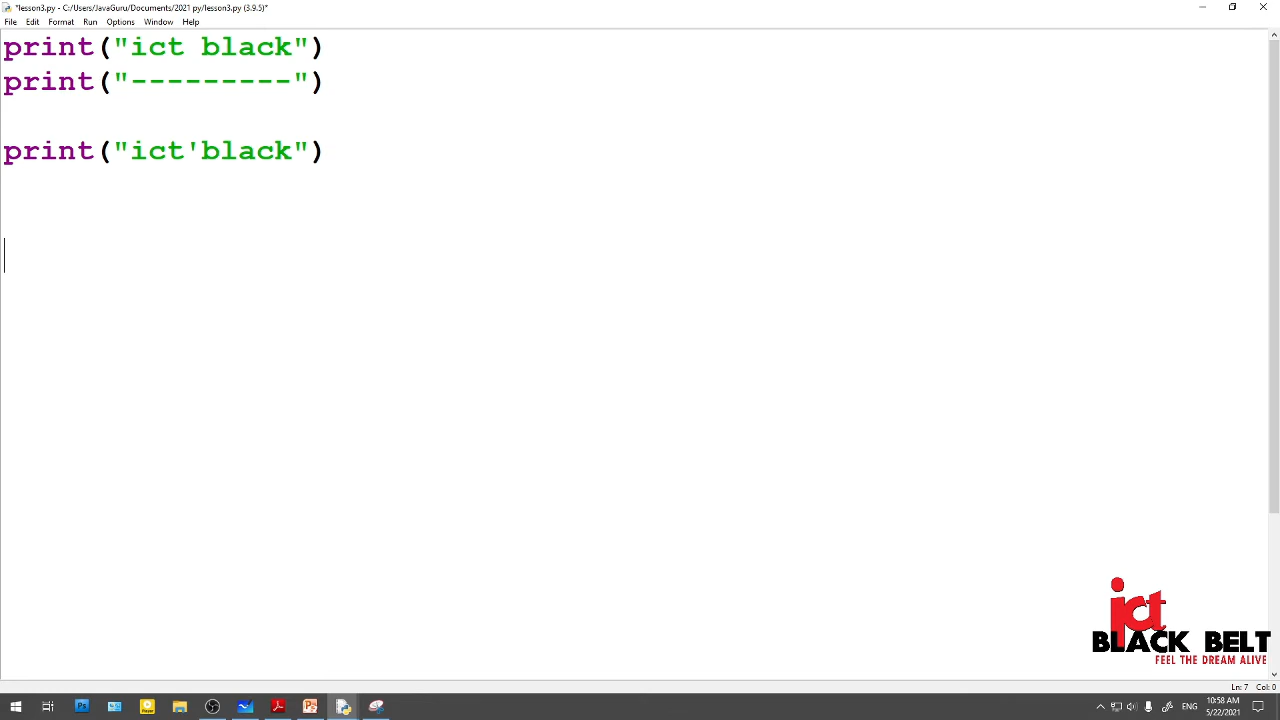 *lesson3.py - C:/Users/JavaGuru/Documents/2021 py/lesson3.py (3.9.5)*
File Edit Format Run Options Window Help
print("ict black")
print("---------")
print("ict'black")
ict
BLACK BELT
FEEL THE DREAM ALIVE
Ln: 7 Col: 0
ENG
10:58 AM
5/22/2021